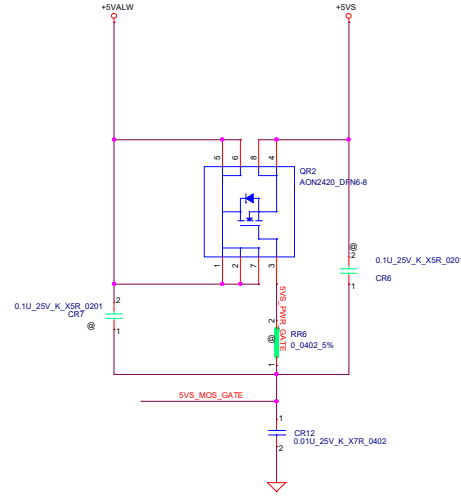 +5VALW
+5VS
5
6
8
4
QR2
AON2420_DFN6-8
1
2
7
3
@
2
0.1U_25V_K_X5R_0201
1
CR6
0.1U_25V_K_X5R_0201
2
CR7
1
@
5VS_PWR_GATE
2
@
RR6
0_0402_5%
1
5VS_MOS_GATE
1
CR12
0.01U_25V_K_X7R_0402
2